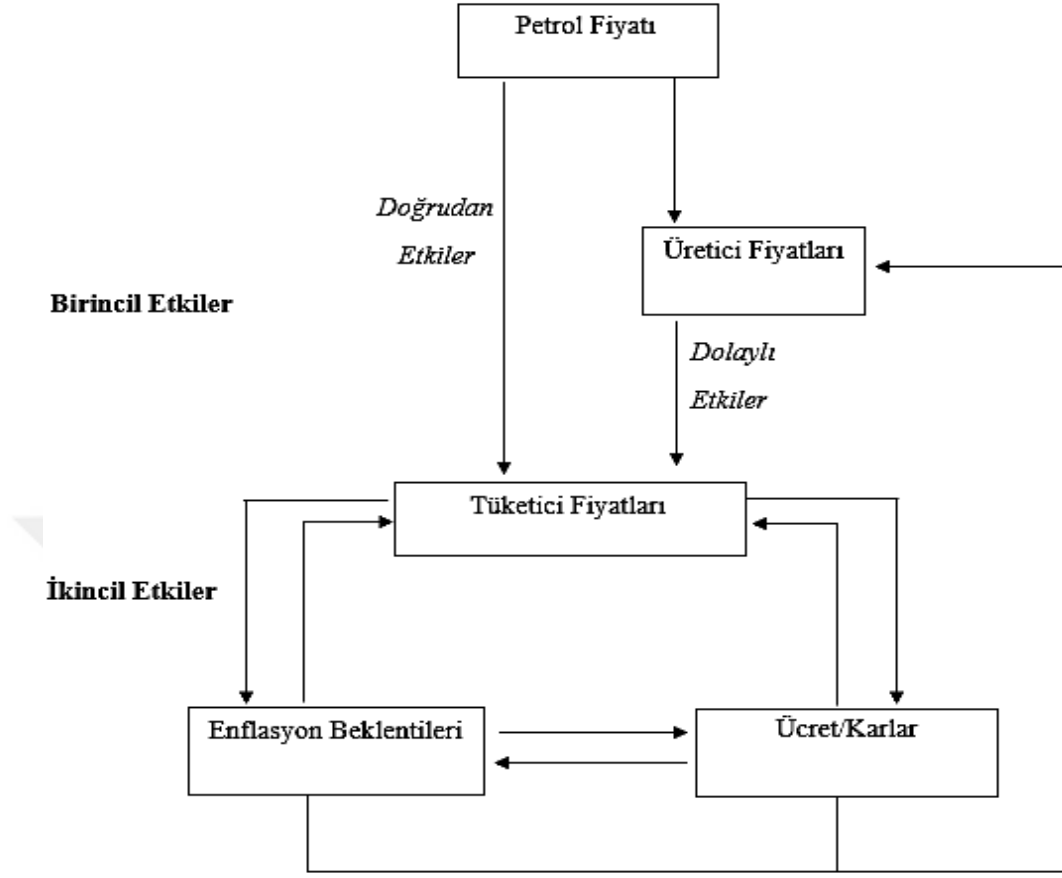 Petrol Fiyatı
Doğrudan
Etkiler
Üretici Fiyatları
Birincil Etkiler
Dolaylı
Etkiler
Tüketici Fiyatları
İkincil Etkiler
Enflasyon Beklentileri
Ücret/Karlar